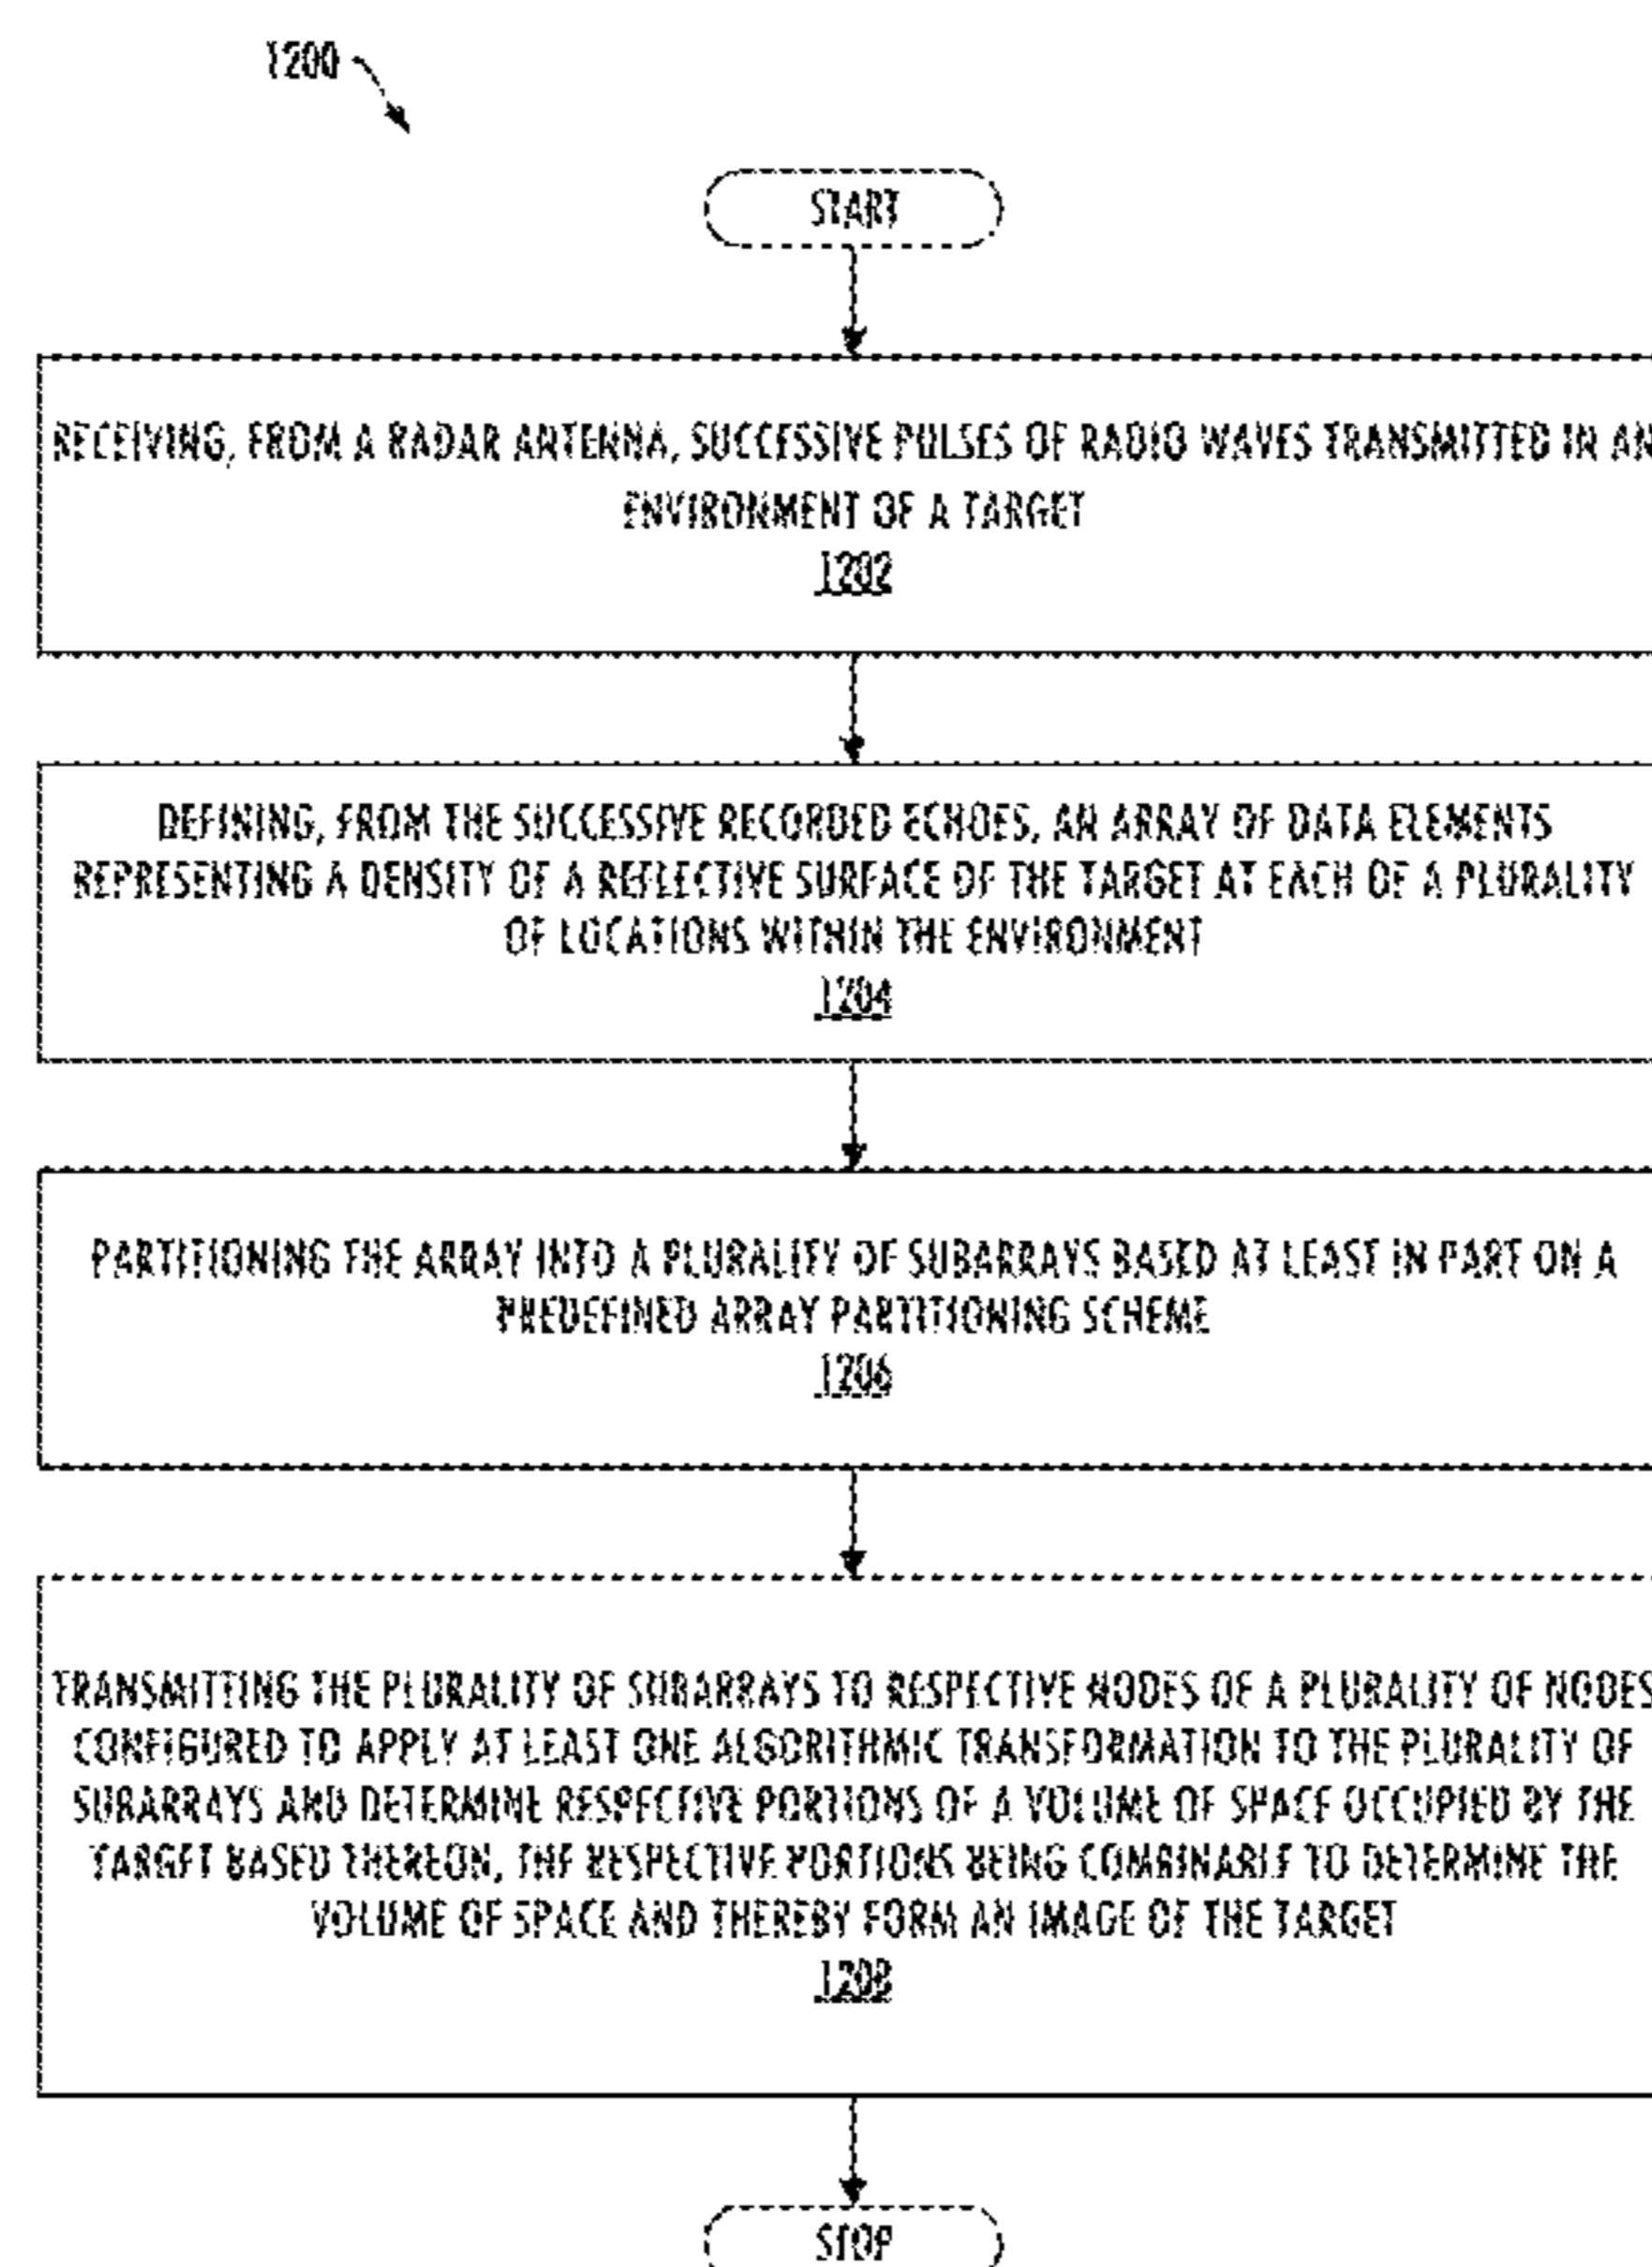 1200
START
RECEIVING, FROM A RADAR ANTENNA, SUCCESSIVE PULSES OF RADIO WAVES TRANSMITTED IN AN
ENVIRONMENT OF A TARGET
1202
DEFINING, FROM THE SUCCESSIVE RECORDED ECHOES, AN ARRAY OF DATA ELEMENTS
REPRESENTING A DENSITY OF A REFLECTIVE SURFACE OF THE TARGET AT EACH OF A PLURALITY
OF LOCATIONS WITHIN THE ENVIRONMENT
1204
PARTITIONING THE ARRAY INTO A PLURALITY OF SUBARRAYS BASED AT LEAST IN PART ON A
PREDEFINED ARRAY PARTITIONING SCHEME
1206
TRANSMITTING THE PLURALITY OF SUBARRAYS TO RESPECTIVE NODES OF A PLURALITY OF NODES
CONFIGURED TO APPLY AT LEAST ONE ALGORITHMIC TRANSFORMATION TO THE PLURALITY OF
SUBARRAYS AND DETERMINE RESPECTIVE PORTIONS OF A VOLUME OF SPACE OCCUPIED BY THE
TARGET BASED THEREON, THE RESPECTIVE PORTIONS BEING COMBINABLE TO DETERMINE THE
VOLUME OF SPACE AND THEREBY FORM AN IMAGE OF THE TARGET
1208
STOP